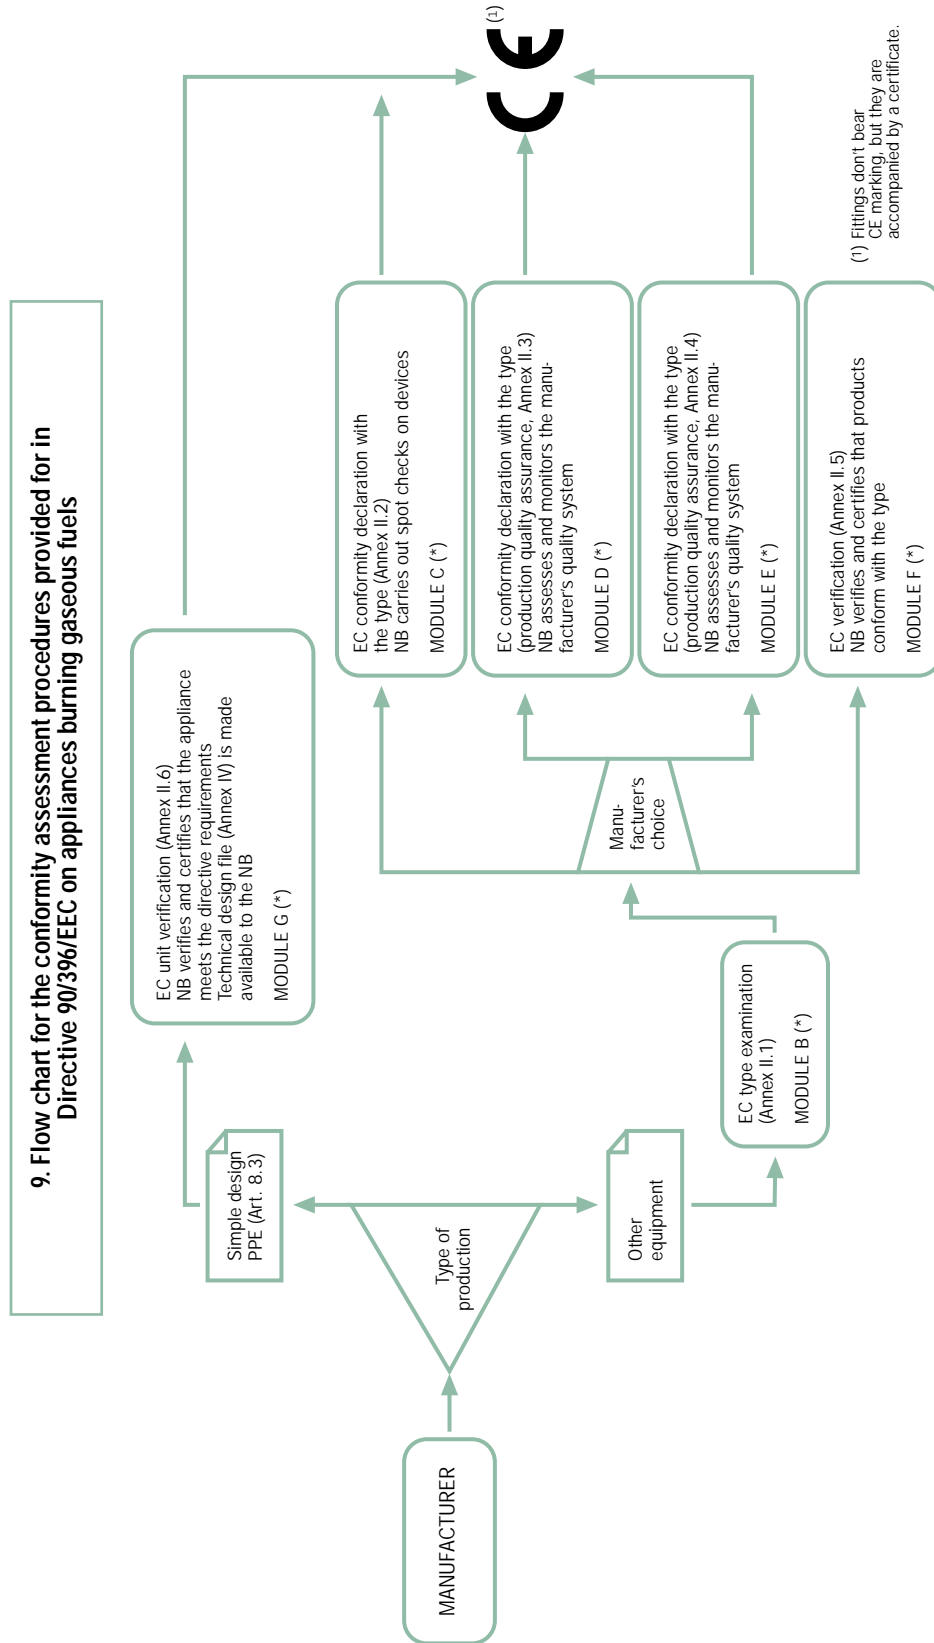 9. Flow chart for the conformity assessment procedures provided for in
Directive 90/3%/EEC on appliances burning gaseous fuels
MANUFACTURER
Type of
production
Simple design
PPE (Art. 8.3)
Other
equipment
EC unit verification (Annex II.6)
NB verifies and certifies that the appliance
meets the directive requirements
Technical design file (Annex IV) is made
available to the NB
MODULE G (*)
EC type examination
(Annex II.1)
MODULE B (*)
Manu-
facturer's
choice
EC conformity declaration with
the type (Annex II.2)
NB carries out spot checks on devices
MODULE C (*)
EC conformity declaration with the type
(production quality assurance, Annex II.3)
NB assesses and monitors the manu-
facturer's quality system
MODULE D (*)
EC conformity declaration with the type
(production quality assurance, Annex II.4)
NB assesses and monitors the manu-
facturer's quality system
MODULE E (*)
EC verification (Annex II.5)
NB verifies and certifies that products
conform with the type
MODULE F (*)
CE (1)
(1) Fittings don't bear
CE marking, but they are
accompanied by a certificate.